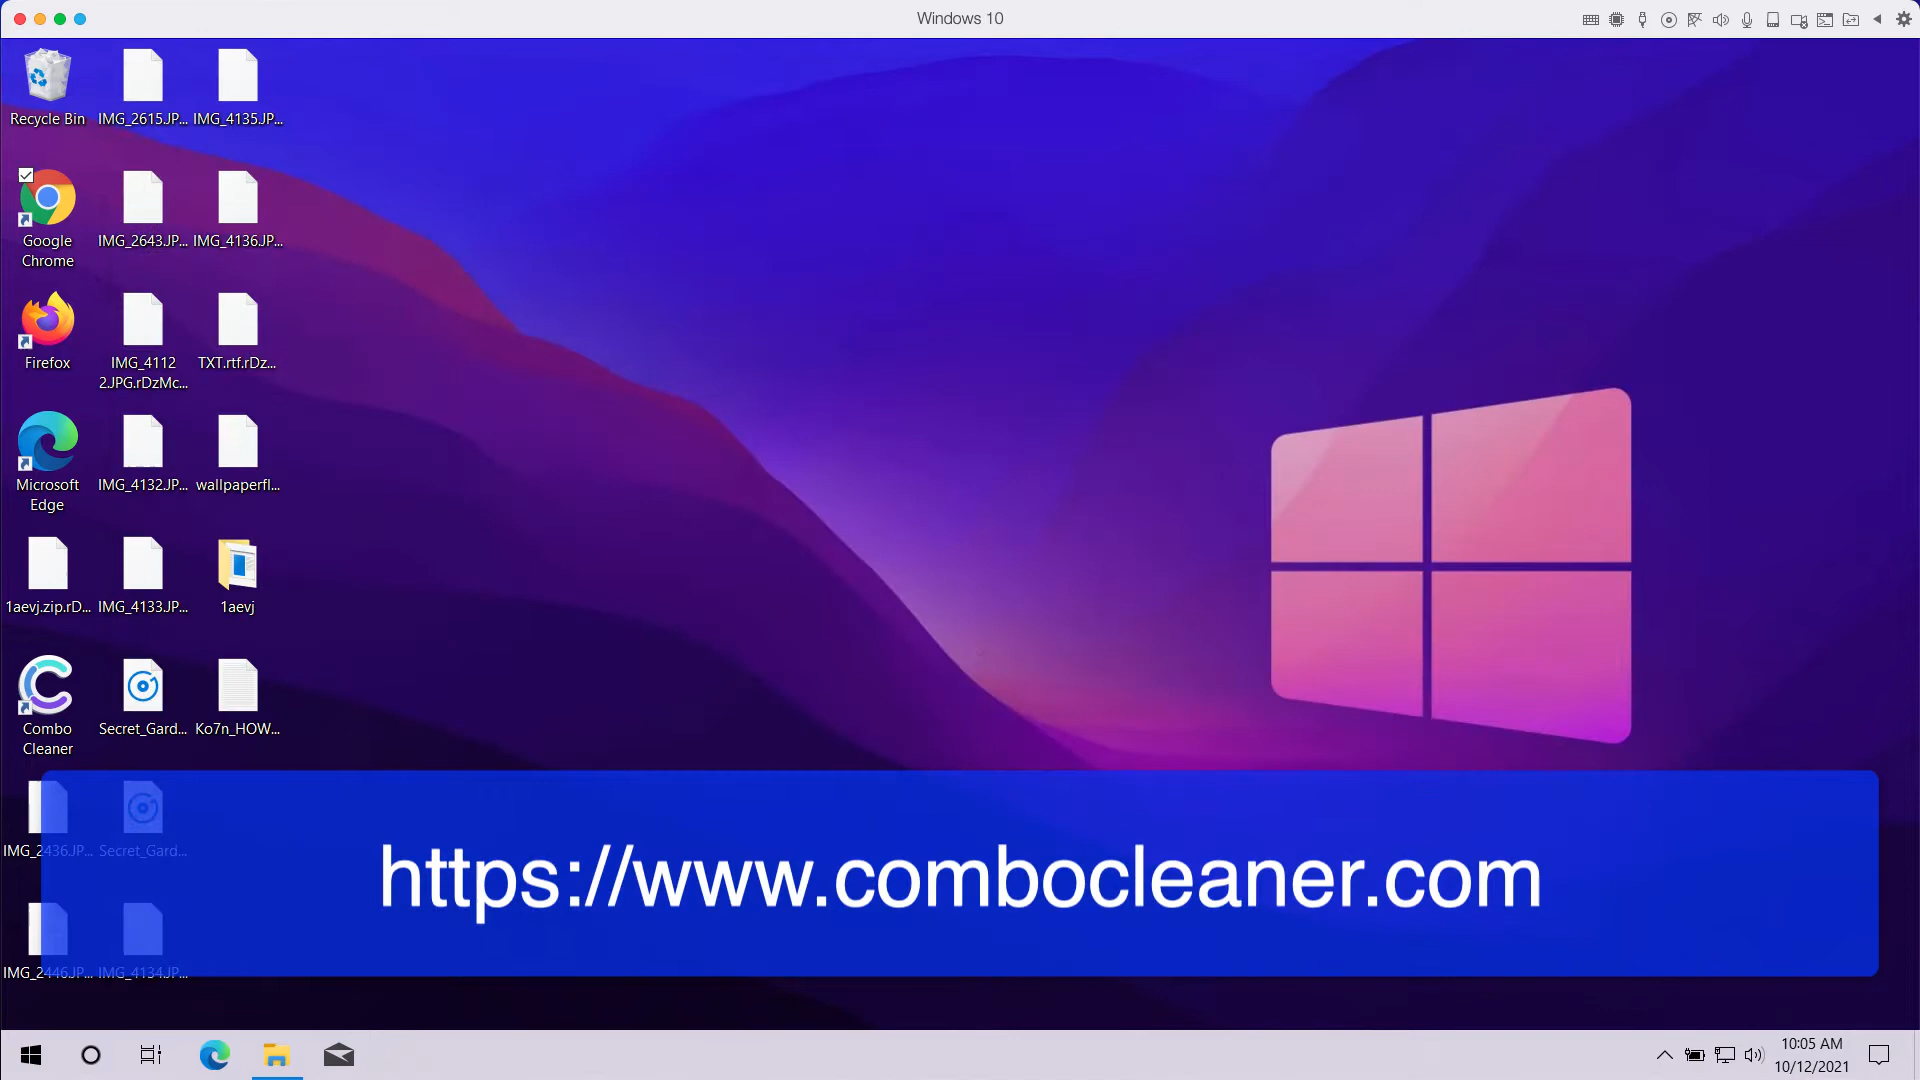 Windows 10
Recycle Bin
IMG_2615.JP...
IMG_4135.JP...
Google
Chrome
IMG_2643.JP...
IMG_4136.JP...
Firefox
IMG_4112
2.JPG.rDzMc...
TXT.rtf.rDz...
Microsoft
Edge
IMG_4132.JP...
wallpaperfl...
1aevj.zip.rD...
IMG_4133.JP...
1aevj
Combo
Cleaner
Secret_Gard...
Ko7n_HOW...
IMG_2436.JP...
Secret_Gard...
https://www.combocleaner.com
IMG_2446.JP...
IMG_4134.JP...
10:05 AM
10/12/2021